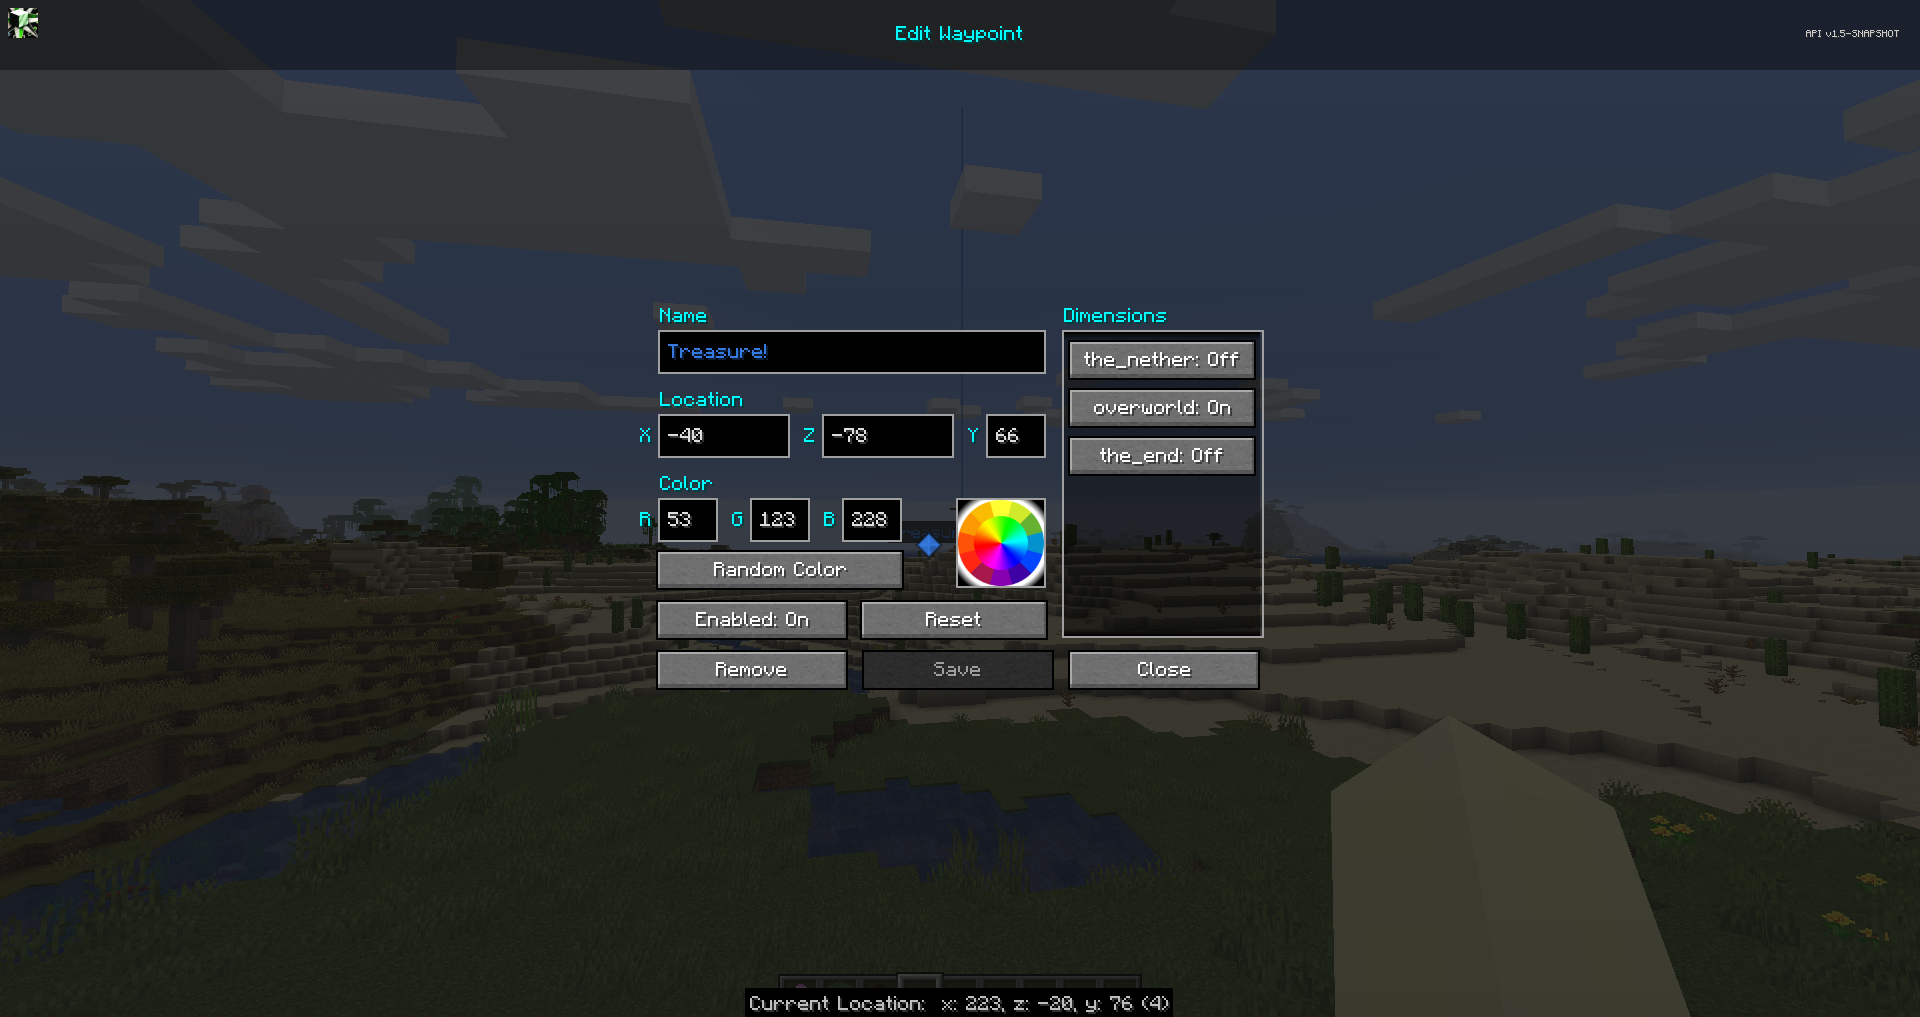 Edit Waypoint
API v1.5-SNAPSHOT
Name
Treasure!
Location
X -40 Z -78 Y 66
Color
R 53 G 123 B 228
Random Color
Enabled: On Reset
Remove Save Close
Dimensions
the_nether: Off
overworld: On
the_end: Off
Current Location: x: 223, z: -20, y: 76 (4)